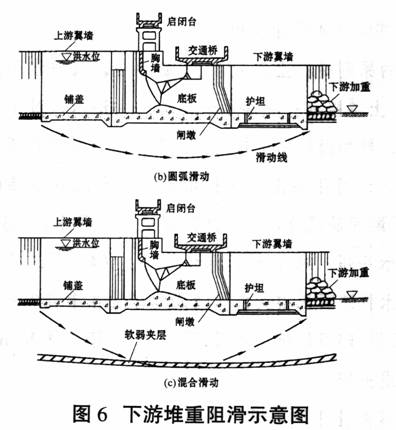 启闭台
上游翼墙
交通桥
下游翼墙
洪水位
胸墙
下游加重
铺盖
底板
护坦
闸墩
滑动线
(b)圆弧滑动
启闭台
上游翼墙
交通桥
下游翼墙
洪水位
胸墙
下游加重
铺盖
底板
护坦
闸墩
软弱夹层
(c)混合滑动
图 6 下游堆重阻滑示意图